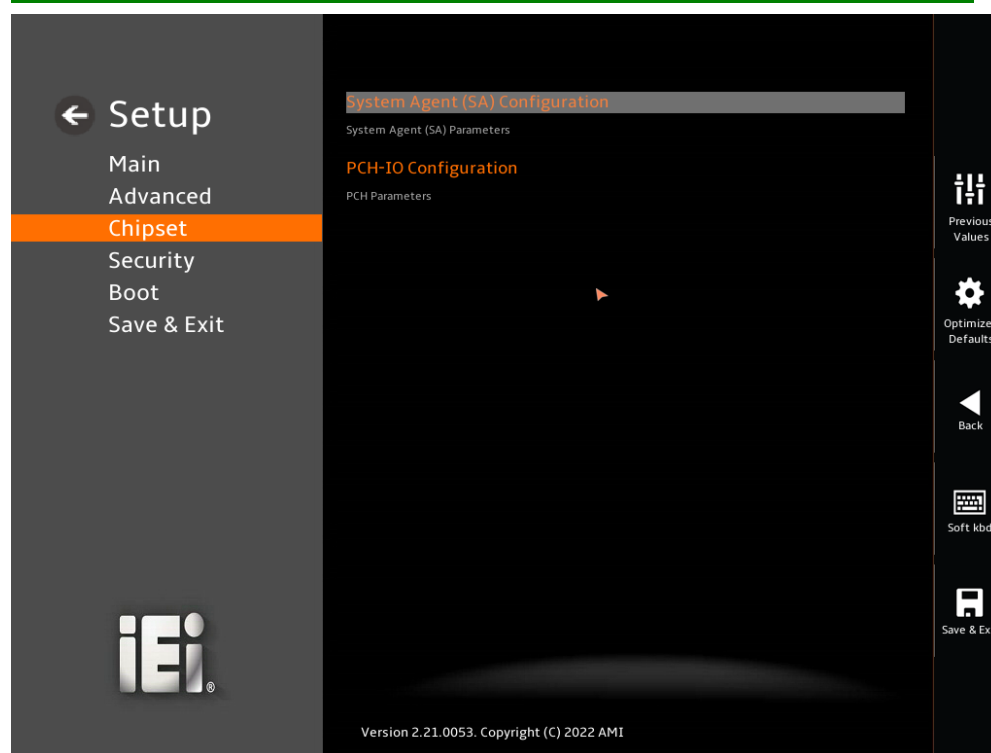 Setup
Main
Advanced
Chipset
Security
Boot
Save & Exit
System Agent (SA) Configuration
System Agent (SA) Parameters
PCH-IO Configuration
PCH Parameters
Previous
Values
Optimize
Defaults
Back
Soft kbd
Save & Ex
iEi®
Version 2.21.0053. Copyright (C) 2022 AMI